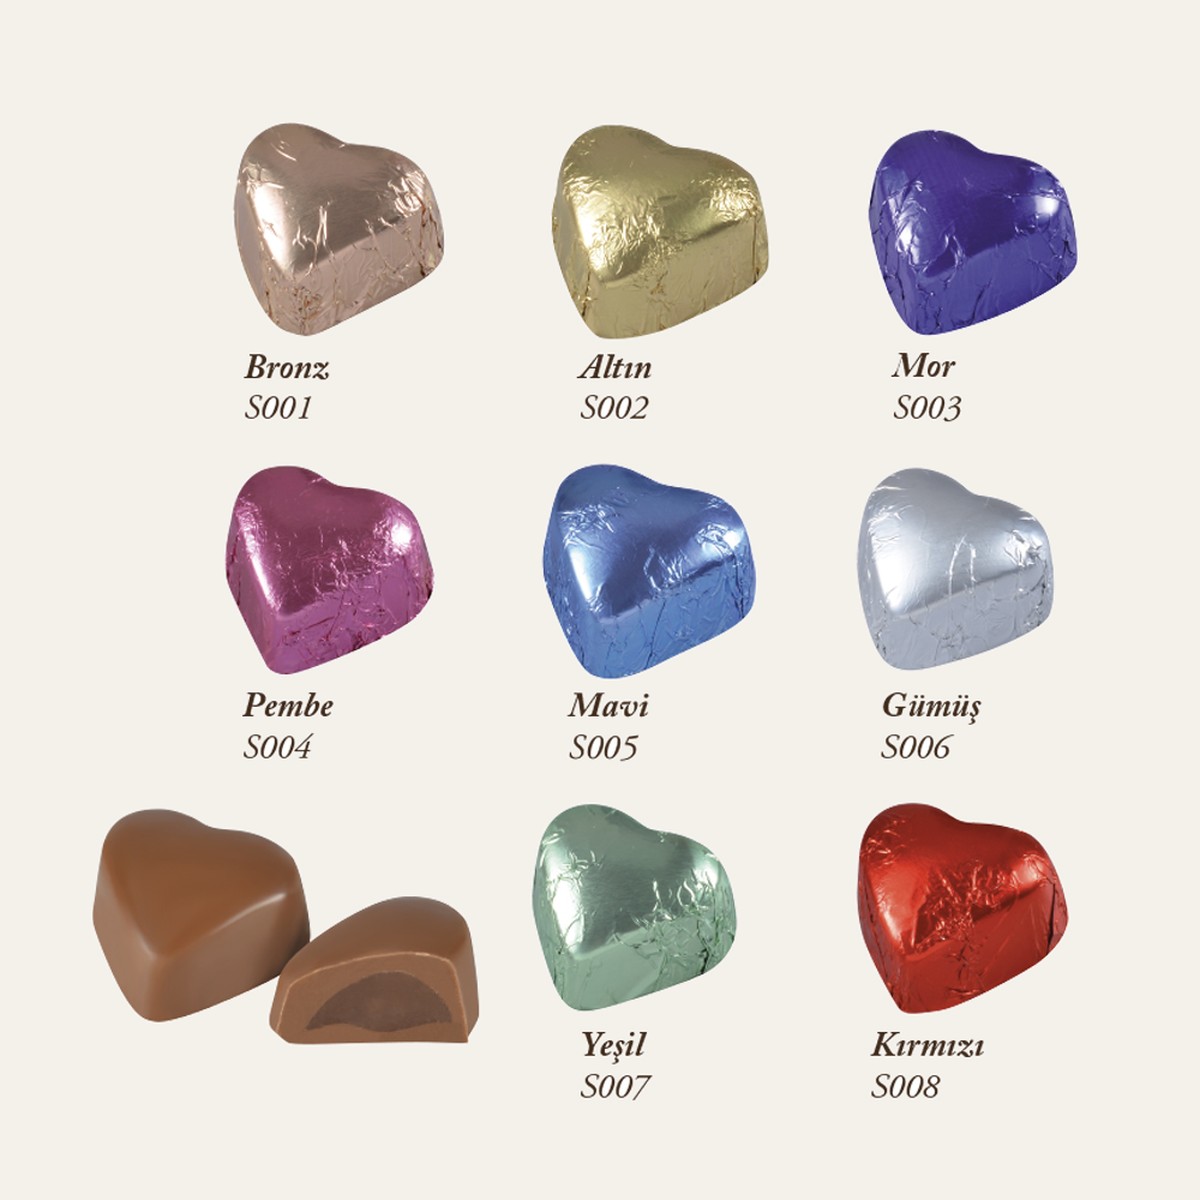 Bronz
S001
Altın
S002
Mor
S003
Pembe
S004
Mavi
S005
Gümüş
S006
Yeşil
S007
Kırmızı
S008